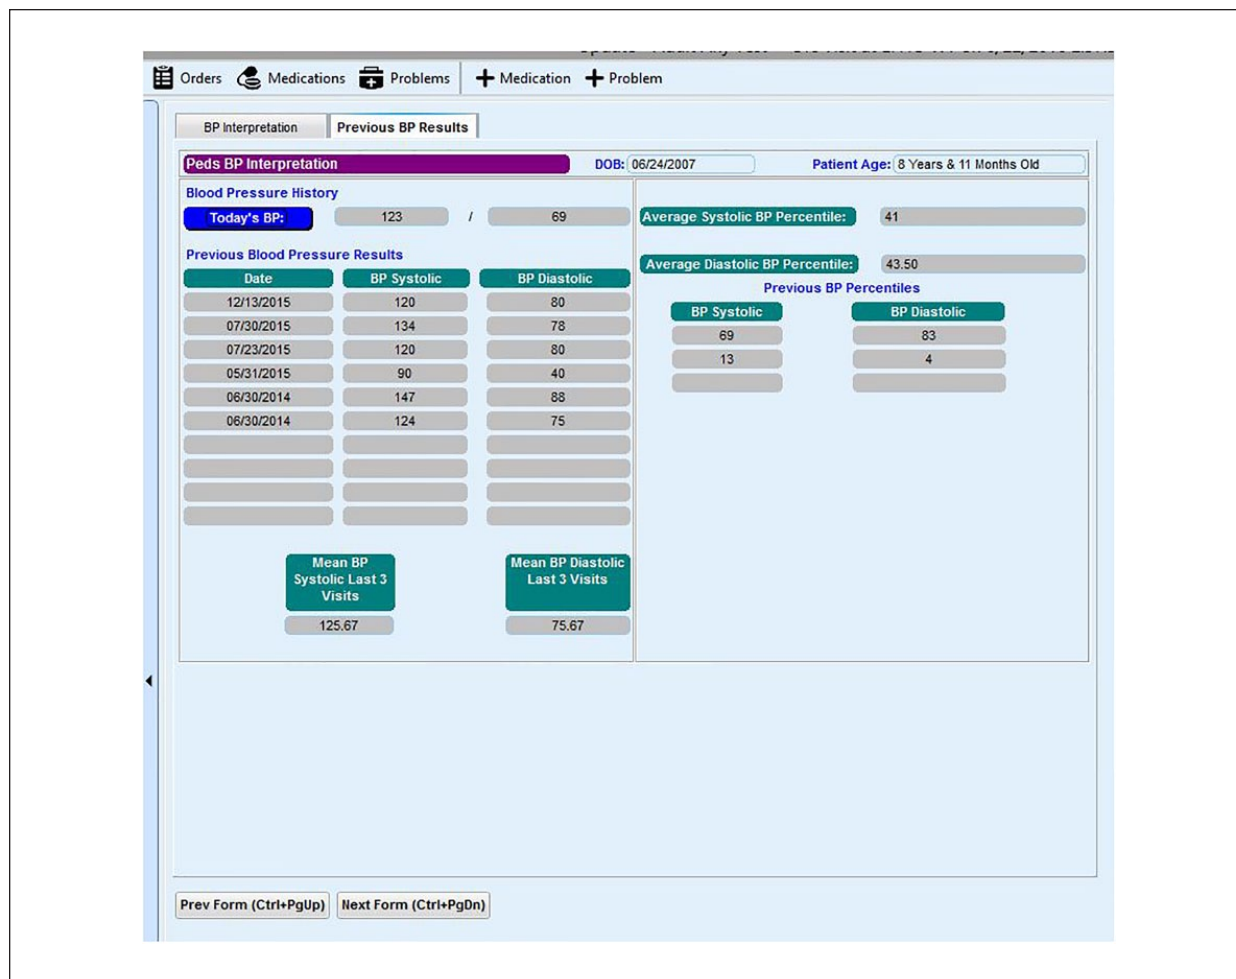 Orders Medications Problems Medication Problem
BP Interpretation Previous BP Results
Peds BP Interpretation DOB: 06/24/2007 Patient Age: 8 Years & 11 Months Old
Blood Pressure History
Today's BP: 123 / 69 Average Systolic BP Percentile: 41
Previous Blood Pressure Results
Average Diastolic BP Percentile: 43.50
Date BP Systolic BP Diastolic
Previous BP Percentiles
12/13/2015 120 80
BP Systolic BP Diastolic
07/30/2015 134 78
69 83
07/23/2015 120 80
13 4
05/31/2015 90 40
06/30/2014 147 88
06/30/2014 124 75
Mean BP Mean BP Diastolic
Systolic Last 3 Last 3 Visits
Visits
125.67 75.67
Prev Form (Ctrl+PgUp) Next Form (Ctrl+PgDn)